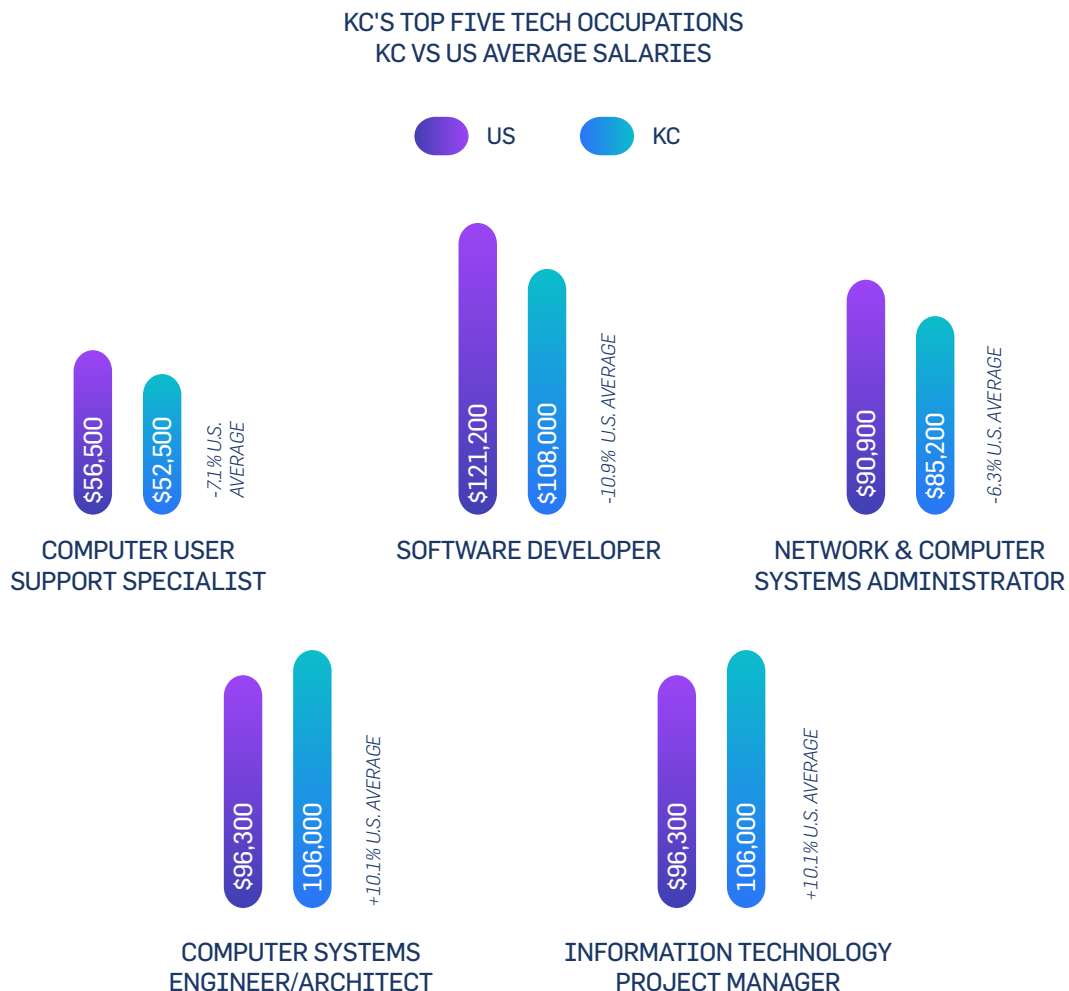 KC'S TOP FIVE TECH OCCUPATIONS
KC VS US AVERAGE SALARIES
US
KC
$56,500
$52,500
-7.1% U.S.
AVERAGE
COMPUTER USER
SUPPORT SPECIALIST
$121,200
$108,000
-10.9% U.S. AVERAGE
SOFTWARE DEVELOPER
$90,900
$85,200
-6.3% U.S. AVERAGE
NETWORK & COMPUTER
SYSTEMS ADMINISTRATOR
$96,300
106,000
+10.1% U.S. AVERAGE
COMPUTER SYSTEMS
ENGINEER/ARCHITECT
$96,300
106,000
+10.1% U.S. AVERAGE
INFORMATION TECHNOLOGY
PROJECT MANAGER